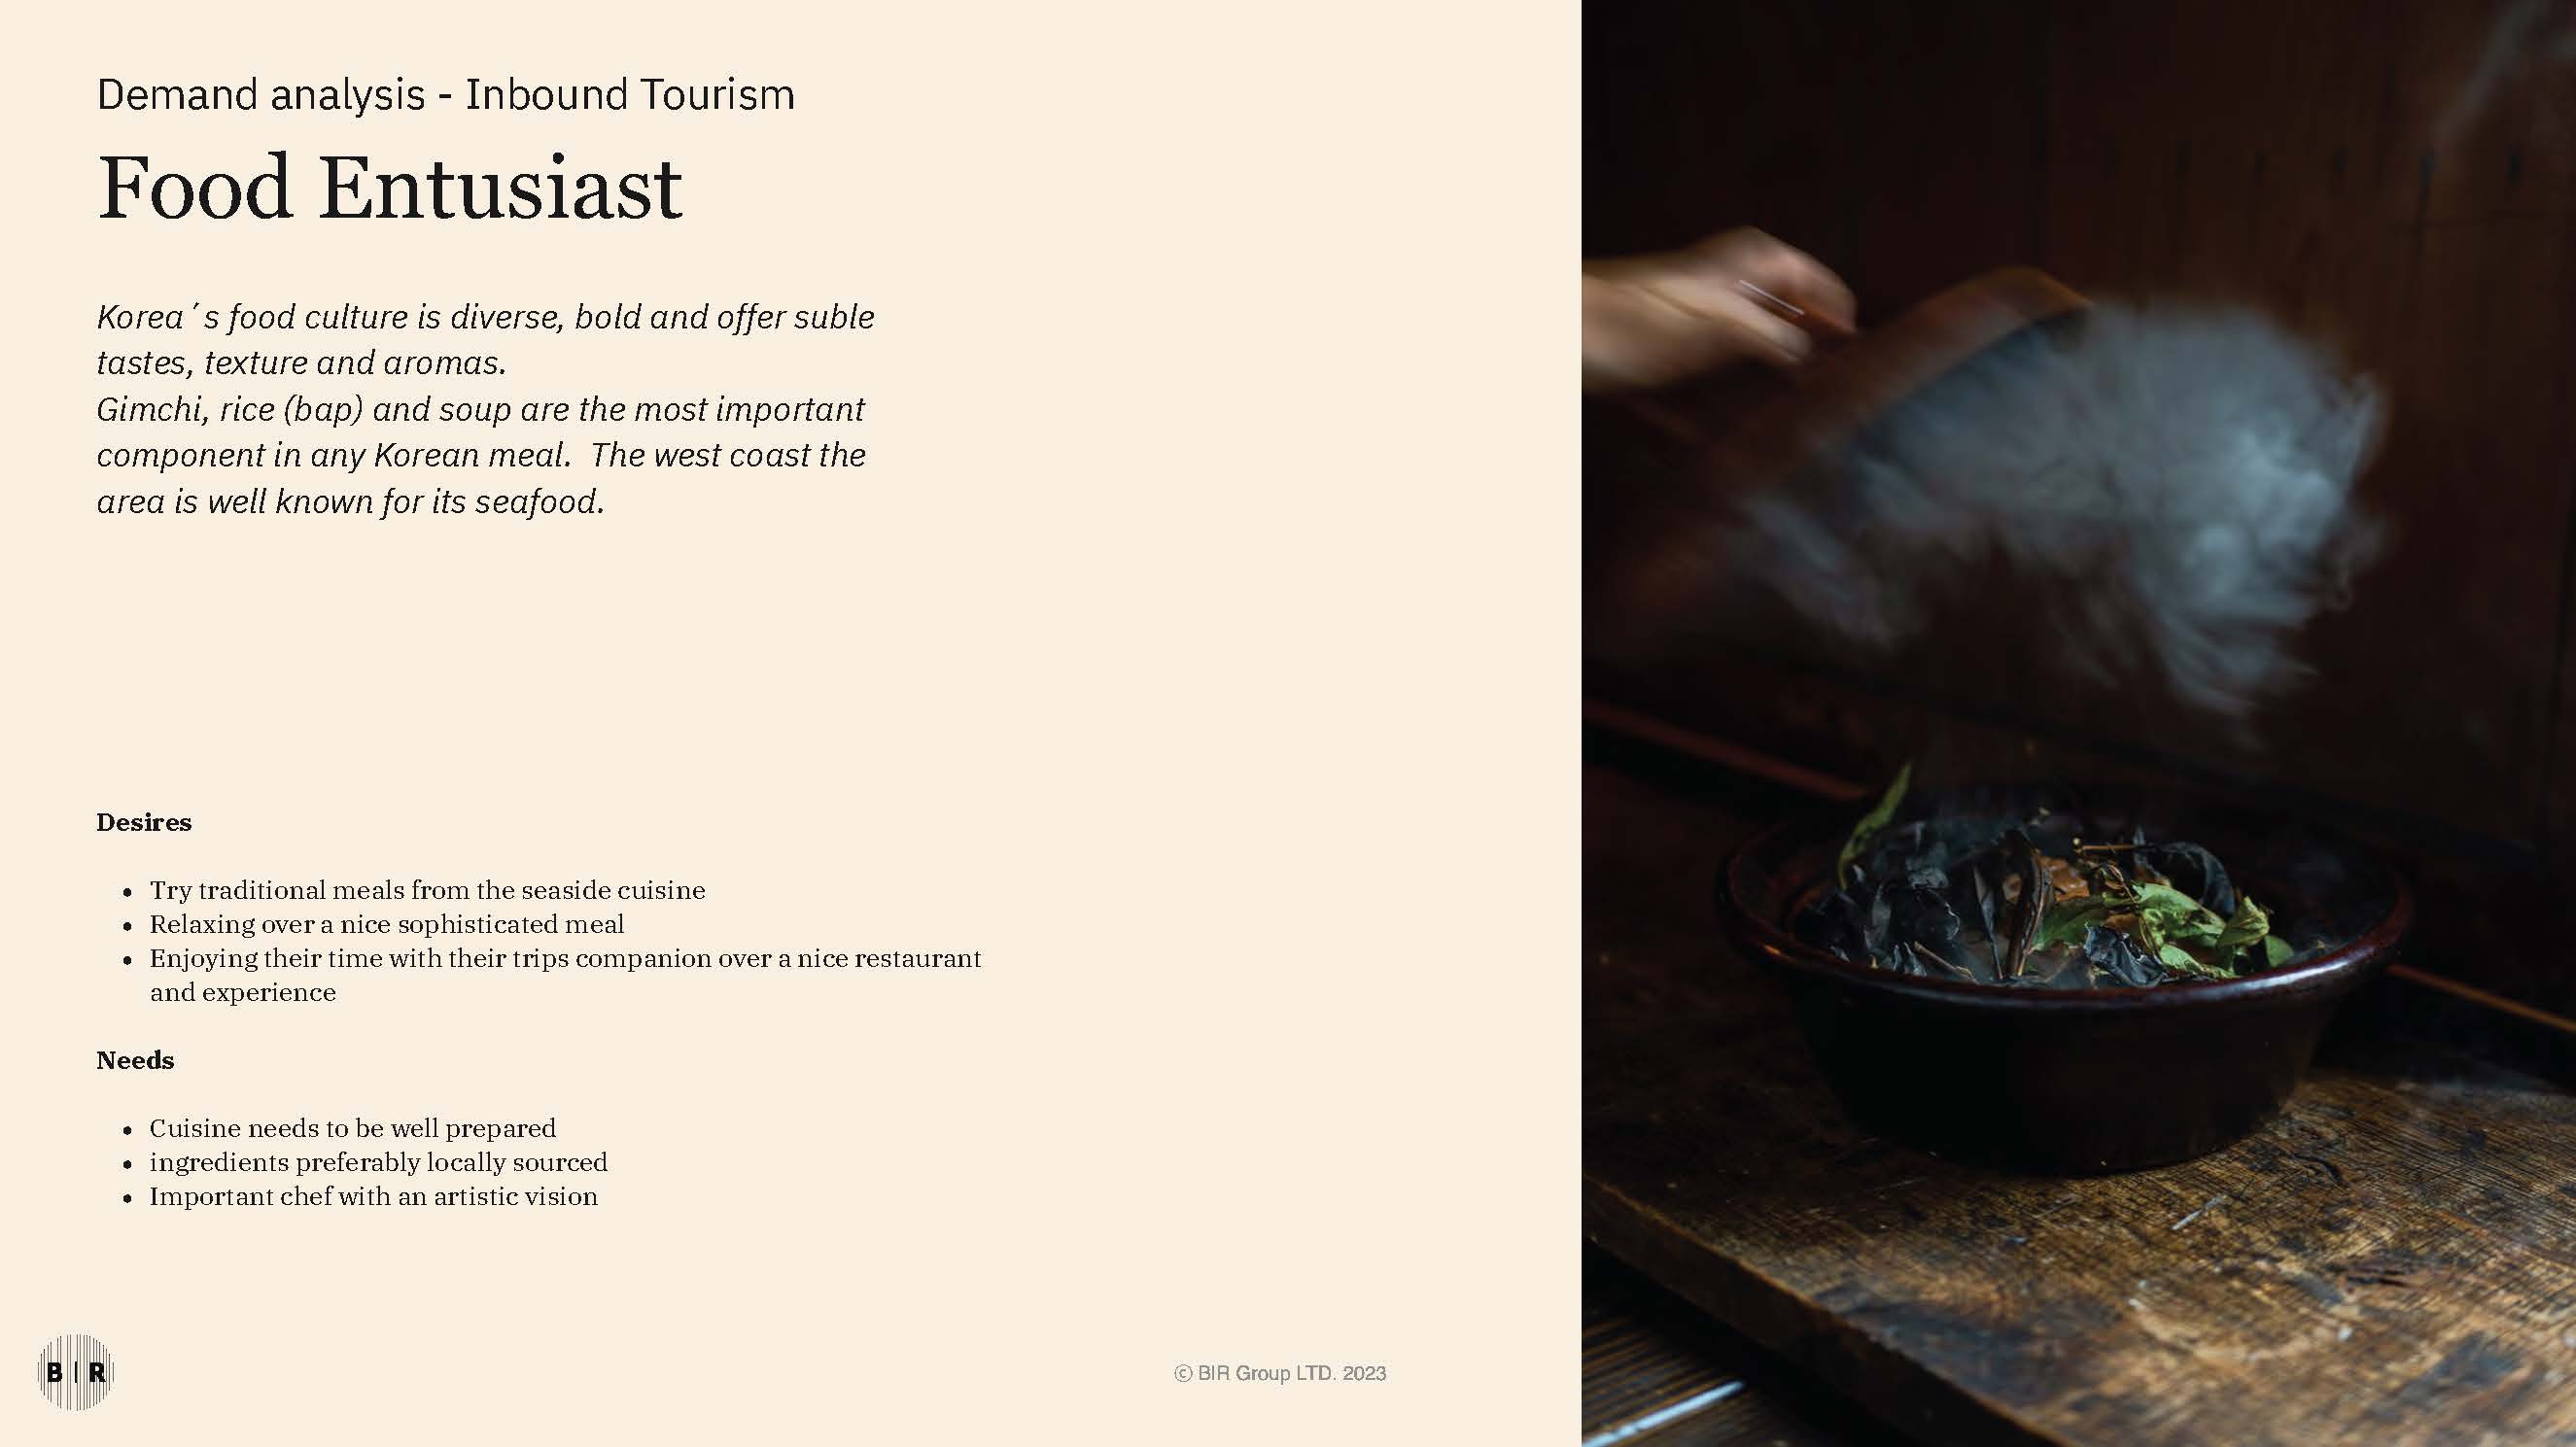 Demand analysis - Inbound Tourism
Food Entusiast
Korea´s food culture is diverse, bold and offer suble
tastes, texture and aromas.
Gimchi, rice (bap) and soup are the most important
component in any Korean meal.  The west coast the
area is well known for its seafood.
Desires
• Try traditional meals from the seaside cuisine
• Relaxing over a nice sophisticated meal
• Enjoying their time with their trips companion over a nice restaurant
and experience
Needs
• Cuisine needs to be well prepared
• ingredients preferably locally sourced
• Important chef with an artistic vision
B | R
© BIR Group LTD. 2023